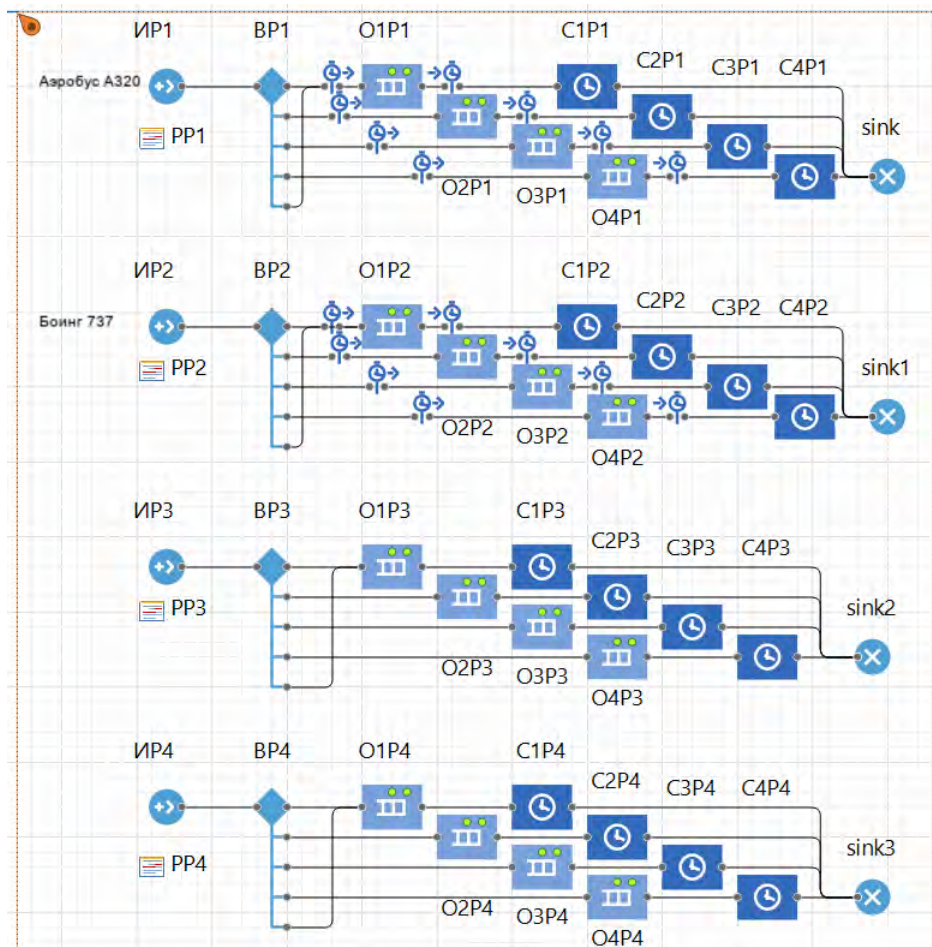 ИР1 ВР1 О1Р1 С1Р1
С2Р1 С3Р1 С4Р1
Аэробус А320
sink
РР1
О2Р1 О3Р1
О4Р1
ИР2 ВР2 О1Р2 С1Р2
С2Р2 С3Р2 С4Р2
Боинг 737
РР2 sink1
О2Р2 О3Р2
О4Р2
ИР3 ВР3 О1Р3 С1Р3
С2Р3 С3Р3 С4Р3
РР3 sink2
О2Р3 О3Р3
О4Р3
ИР4 ВР4 О1Р4 С1Р4
С2Р4 С3Р4 С4Р4
sink3
РР4
О2Р4 О3Р4
О4Р4